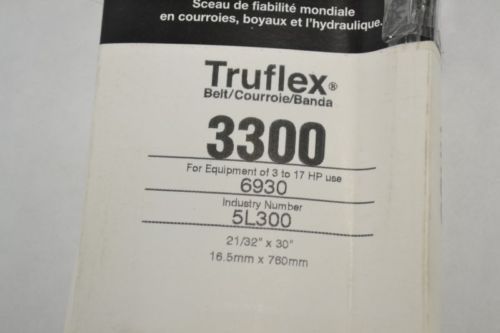 Sceau de fiabilité mondiale
en courroies, boyaux et l'hydraulique.
Truflex®
Belt/Courroie/Banda
3300
For Equipment of 3 to 17 HP use
6930
Industry Number
5L300
21/32" x 30"
16.5mm x 760mm